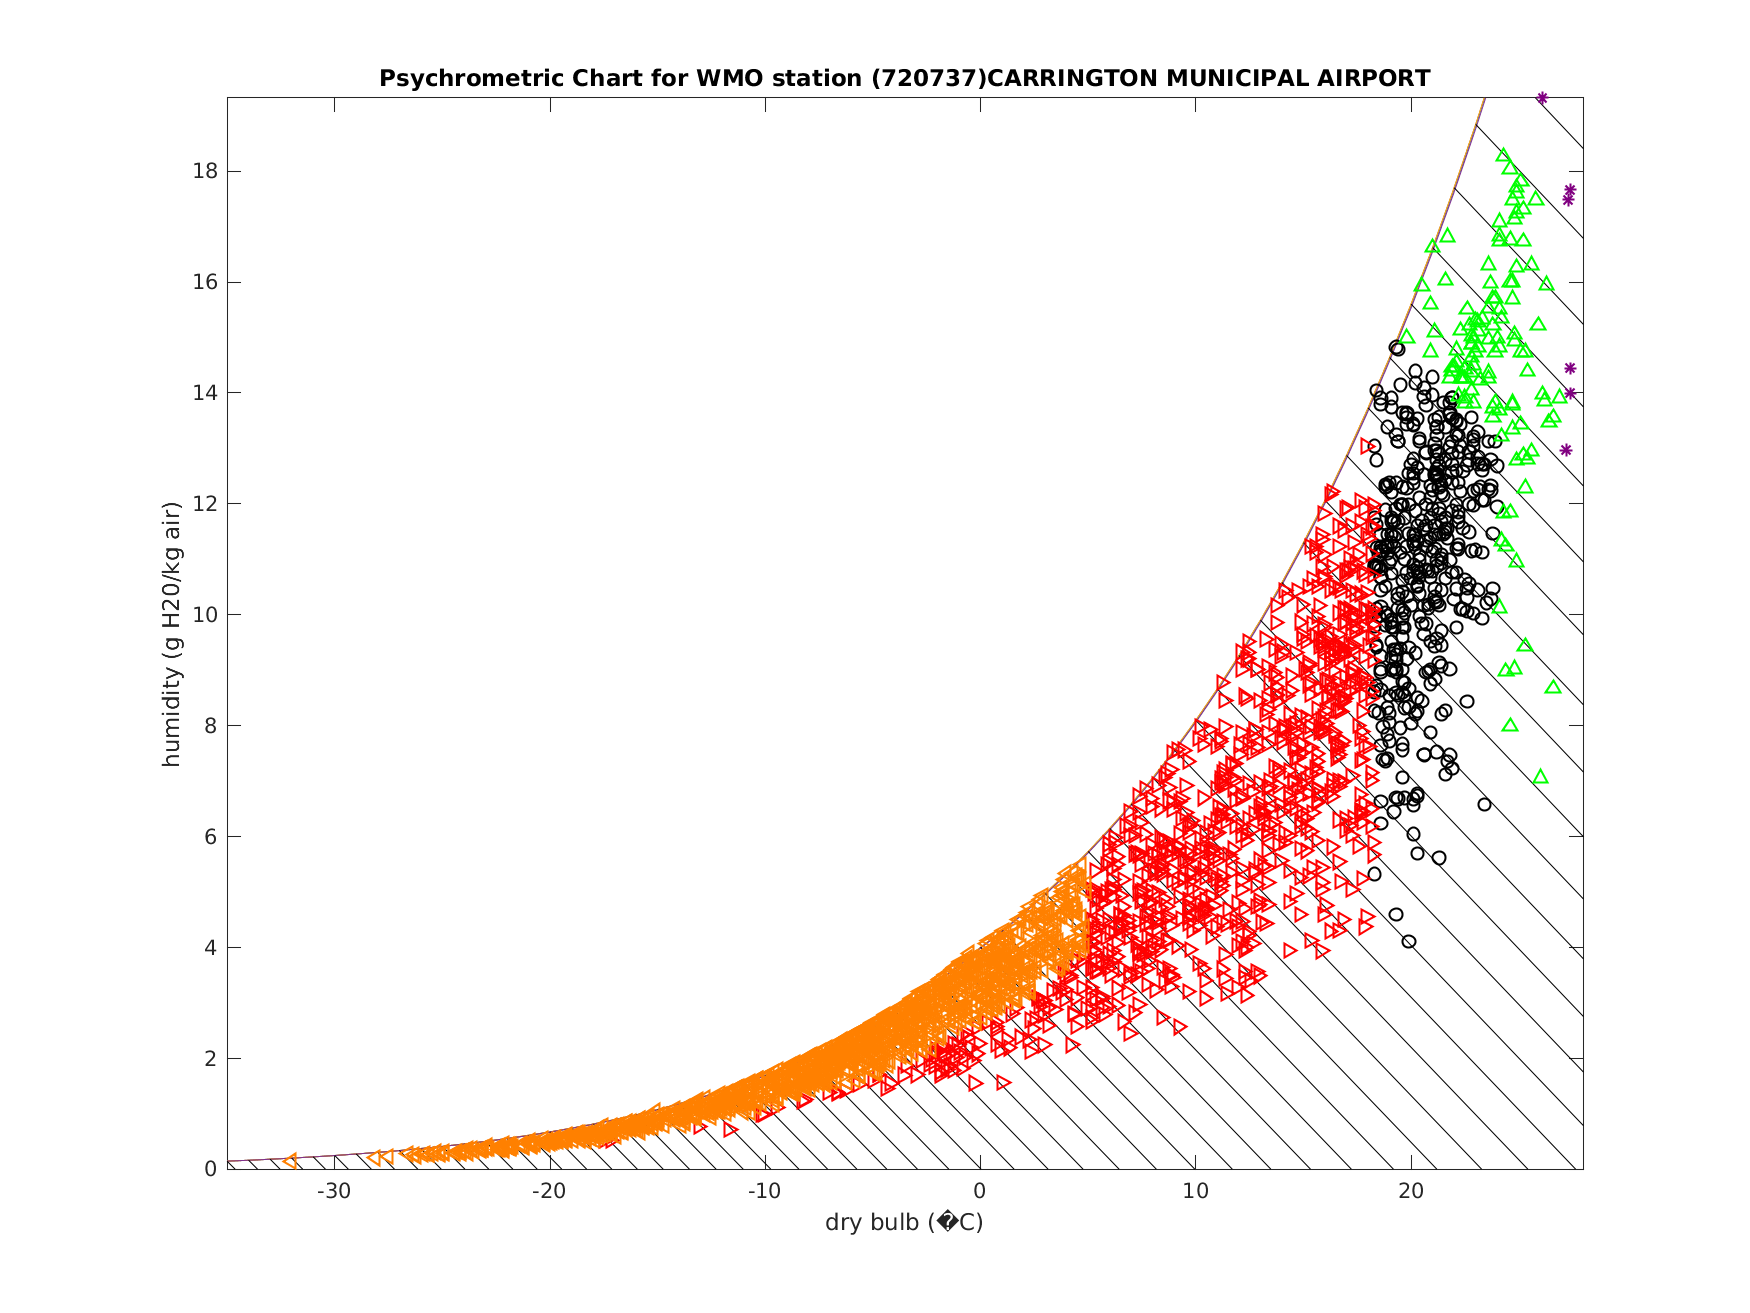 Psychrometric Chart for WMO station (720737)CARRINGTON MUNICIPAL AIRPORT
humidity (g H20/kg air)
18
16
14
12
10
8
6
4
2
0
-30 -20 -10 0 10 20
dry bulb (�C)